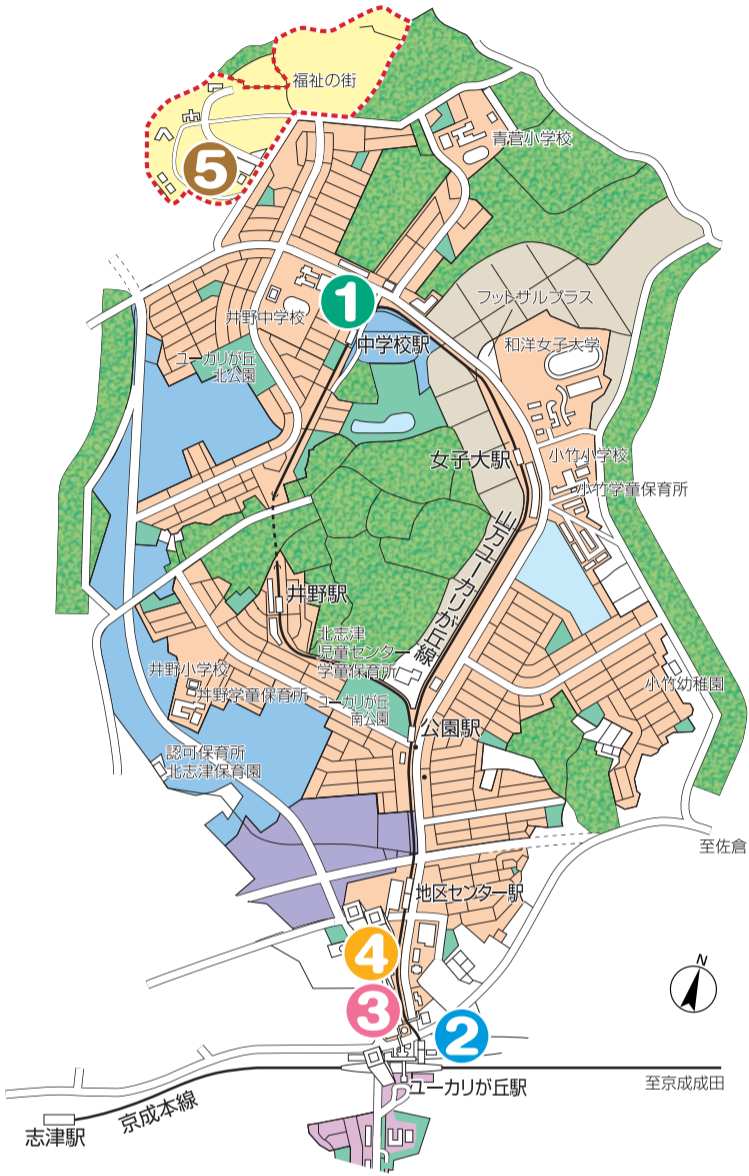 福祉の街
青菅小学校
5
1
フットサルプラス
井野中学校
中学校駅
和洋女子大学
ユーカリが丘
北公園
女子大駅
小竹小学校
小竹学童保育所
山万ユーカリが丘線
井野駅
北志津
児童センター
学童保育所
井野小学校
井野学童保育所
小竹幼稚園
ユーカリが丘
南公園
公園駅
認可保育所
北志津保育園
至佐倉
地区センター駅
4
N
3
2
ユーカリが丘駅
至京成成田
京成本線
志津駅